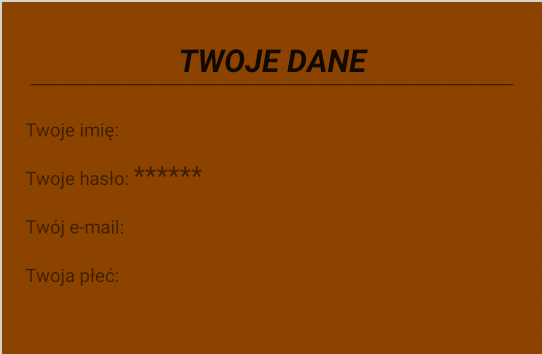 TWOJE DANE
Twoje imię:
Twoje hasło: ******
Twój e-mail:
Twoja płeć: